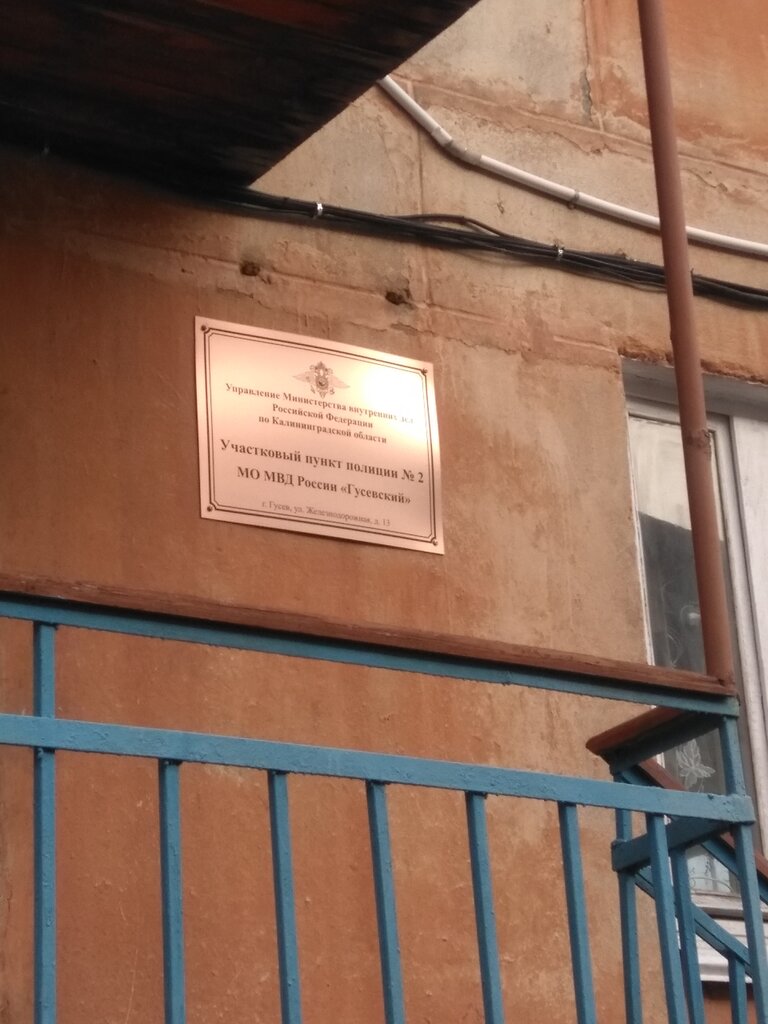 Управление Министерства внутренних дел
Российской Федерации
по Калининградской области
Участковый пункт полиции № 2
МО МВД России «Гусевский»
г. Гусев, ул. Железнодорожная, д. 13